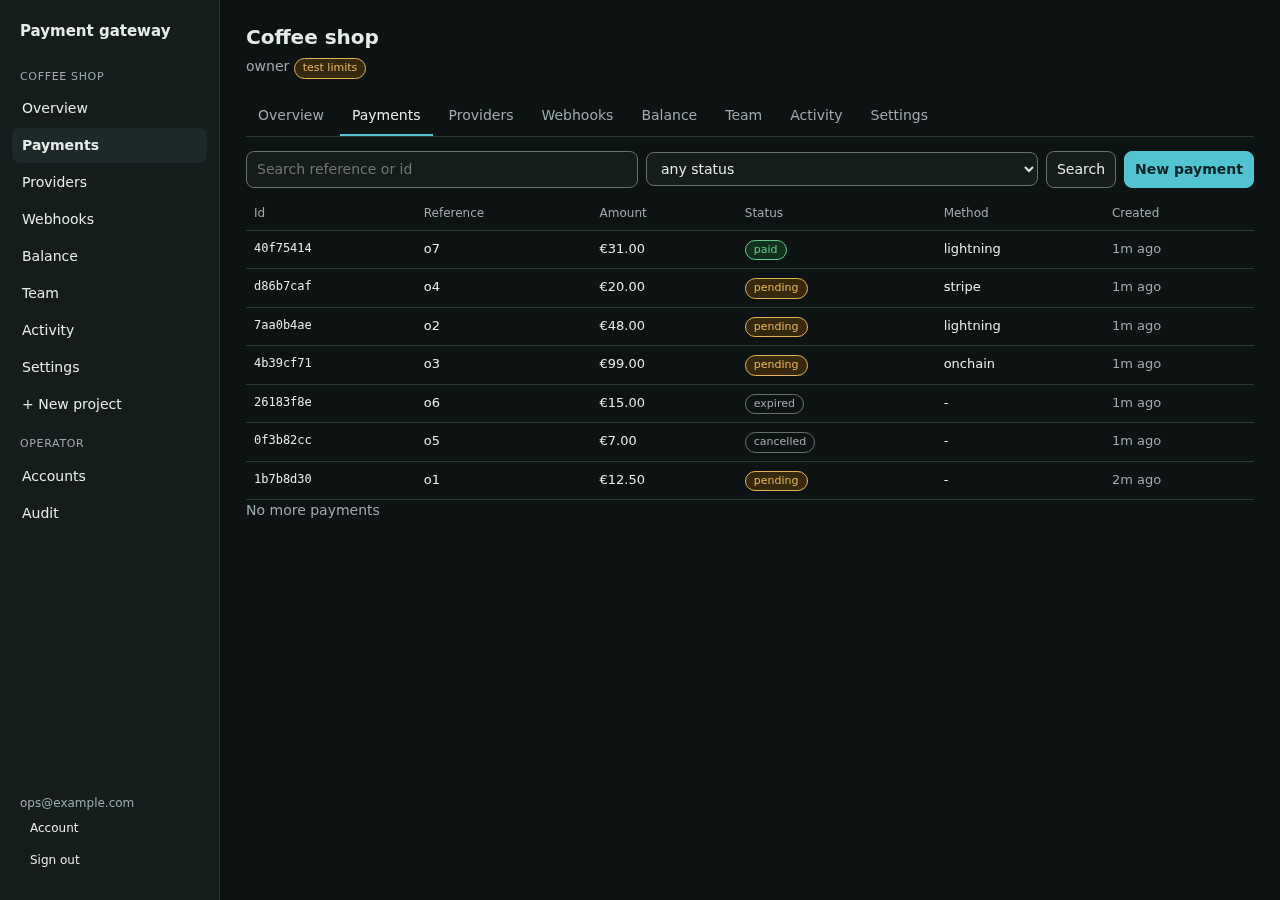 Payment gateway
COFFEE SHOP
Overview
Payments
Providers
Webhooks
Balance
Team
Activity
Settings
+ New project
OPERATOR
Accounts
Audit
ops@example.com
Account
Sign out
Coffee shop
owner test limits
Overview Payments Providers Webhooks Balance Team Activity Settings
Search reference or id any status Search New payment
Id Reference Amount Status Method Created
40f75414 o7 €31.00 paid lightning 1m ago
d86b7caf o4 €20.00 pending stripe 1m ago
7aa0b4ae o2 €48.00 pending lightning 1m ago
4b39cf71 o3 €99.00 pending onchain 1m ago
26183f8e o6 €15.00 expired - 1m ago
0f3b82cc o5 €7.00 cancelled - 1m ago
1b7b8d30 o1 €12.50 pending - 2m ago
No more payments